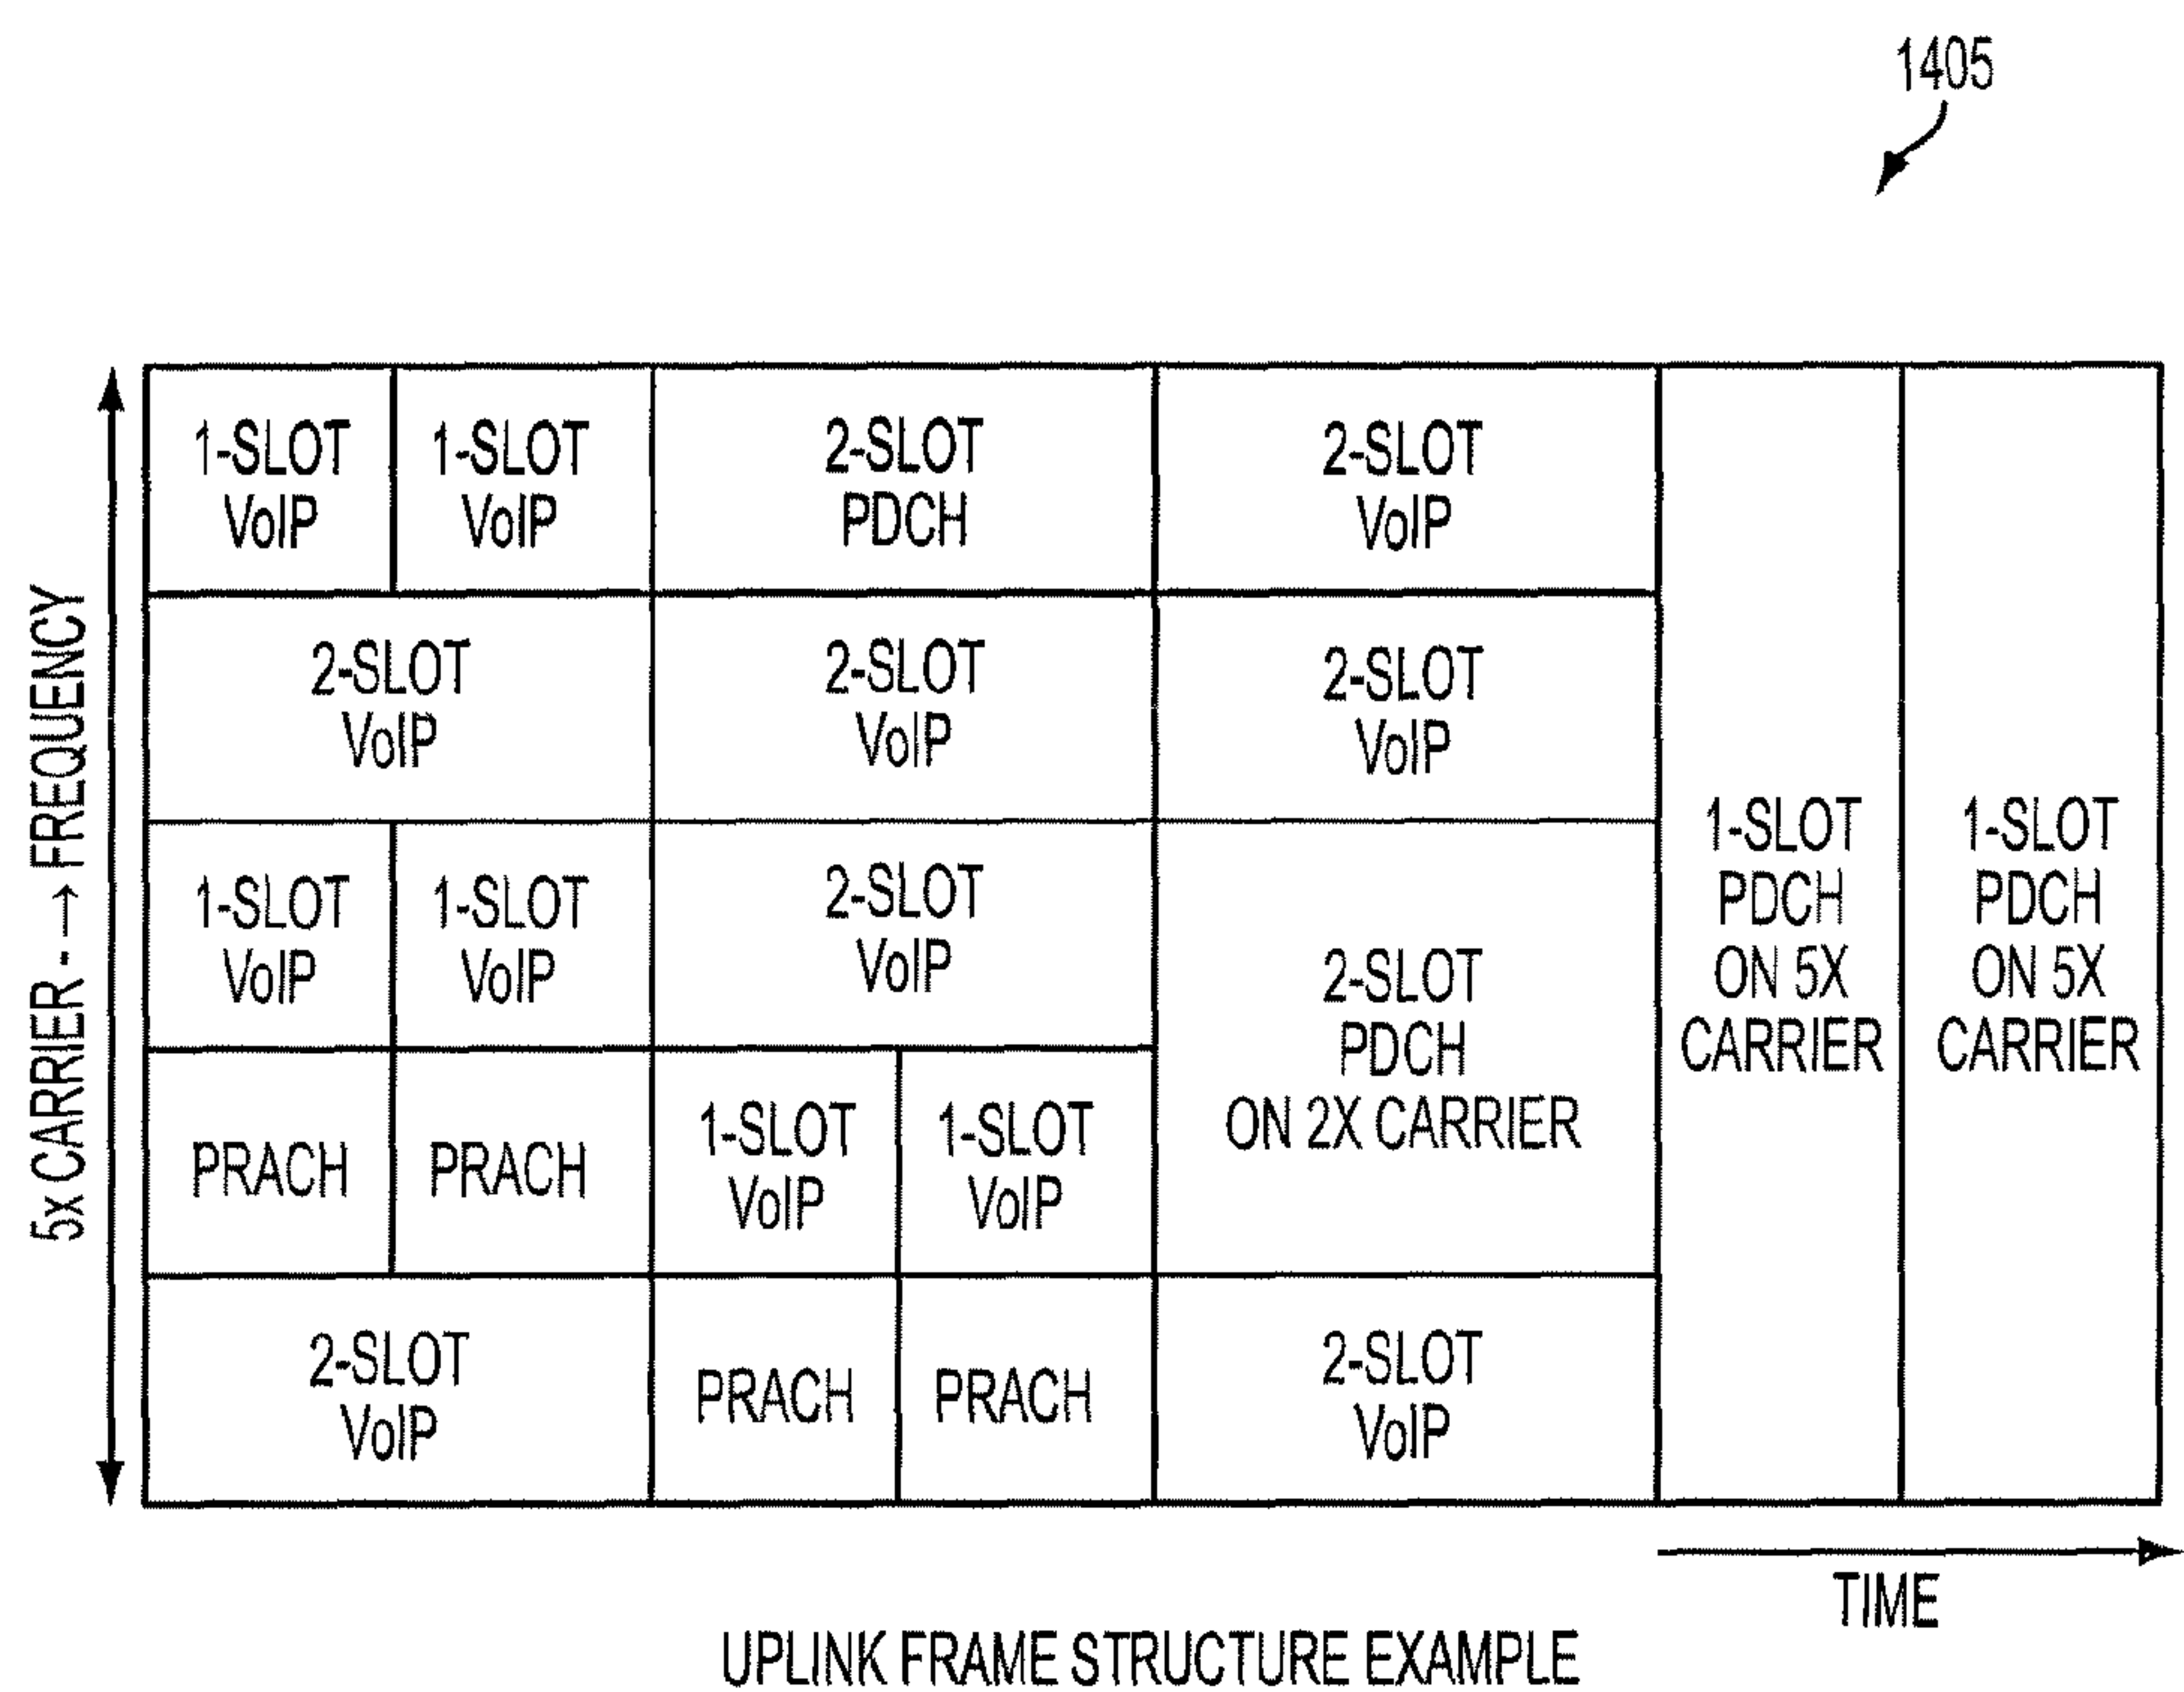 1405
5x CARRIER - → FREQUENCY
1-SLOT
VoIP
1-SLOT
VoIP
2-SLOT
PDCH
2-SLOT
VoIP
2-SLOT
VoIP
2-SLOT
VoIP
2-SLOT
VoIP
1-SLOT
VoIP
1-SLOT
VoIP
2-SLOT
VoIP
2-SLOT
PDCH
ON 2X CARRIER
1-SLOT
PDCH
ON 5X
CARRIER
1-SLOT
PDCH
ON 5X
CARRIER
PRACH
PRACH
1-SLOT
VoIP
1-SLOT
VoIP
2-SLOT
VoIP
PRACH
PRACH
2-SLOT
VoIP
TIME
UPLINK FRAME STRUCTURE EXAMPLE